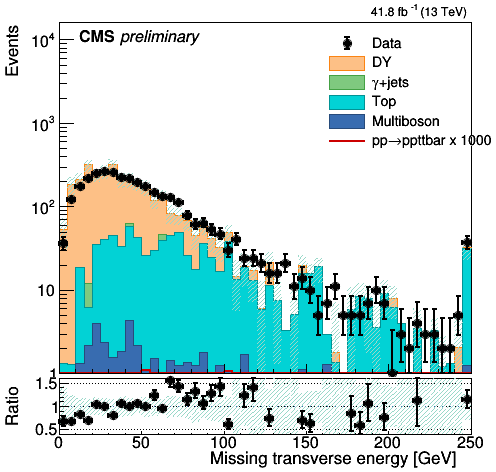 41.8 fb⁻¹ (13 TeV)
CMS preliminary
Events
10⁴
10³
10²
10
1
Data
DY
γ+jets
Top
Multiboson
pp→ppttbar x 1000
Ratio
1.5
1
0.5
0 50 100 150 200 250
Missing transverse energy [GeV]